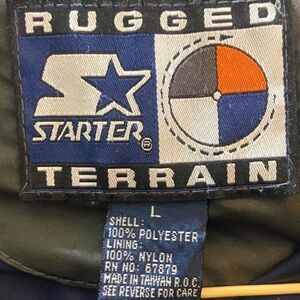 RUGGED
STARTER®
TERRAIN
L
SHELL:
100% POLYESTER
LINING:
100% NYLON
RN NO: 67879
MADE IN TAIWAN R.O.C.
SEE REVERSE FOR CARE